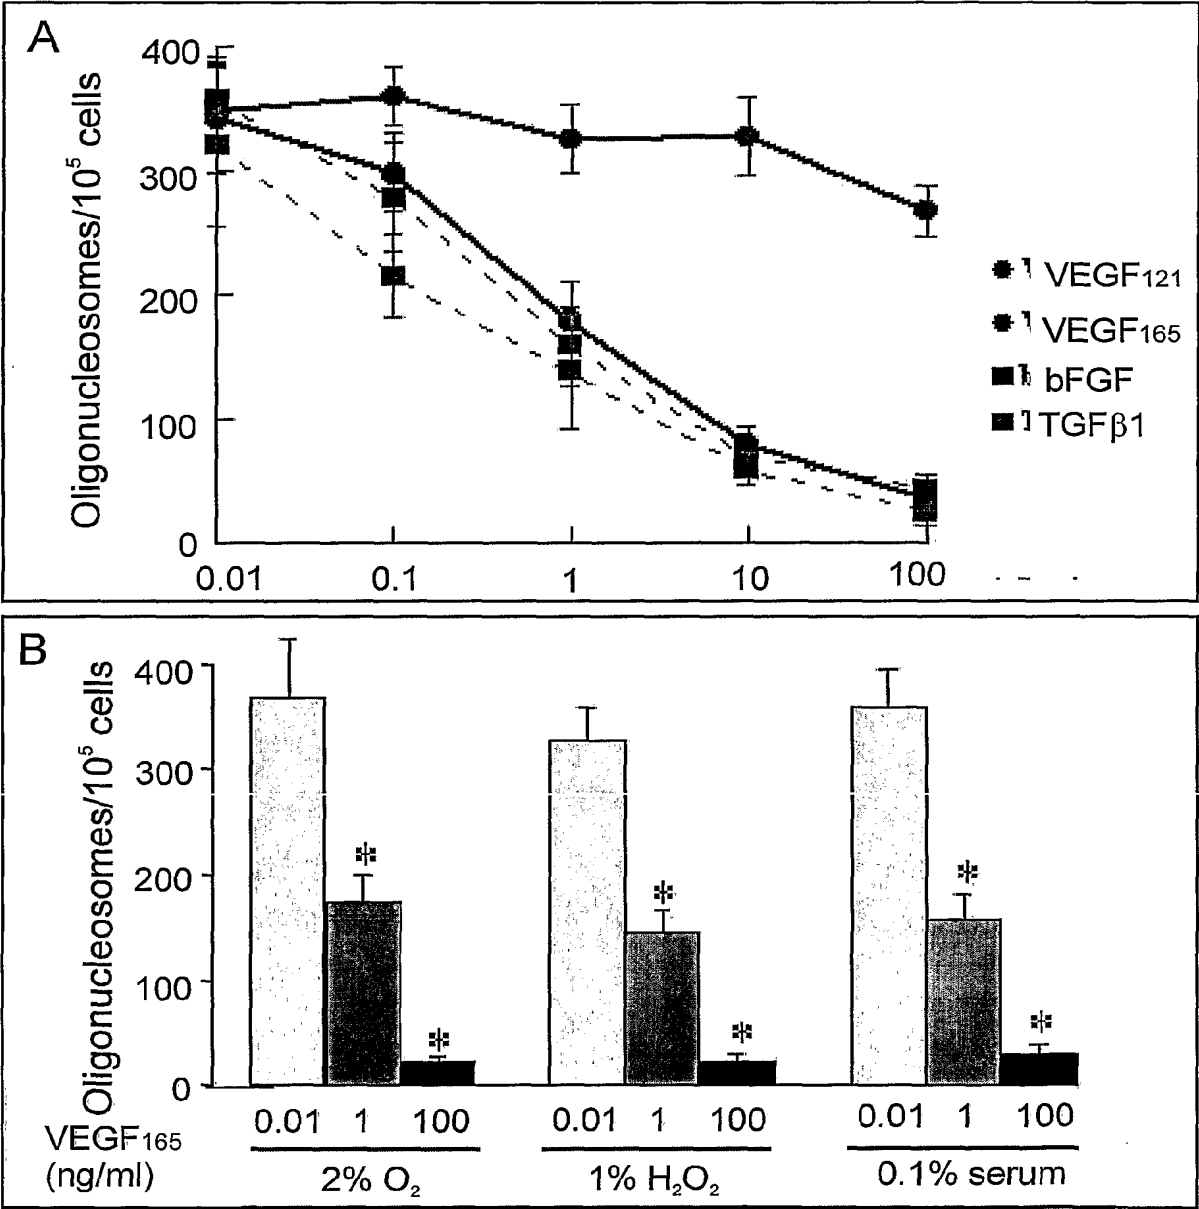 A
Oligonucleosomes/10⁵ cells
400
300
200
100
0
0.01 0.1 1 10 100
VEGF₁₂₁
VEGF₁₆₅
bFGF
TGFβ1
B
Oligonucleosomes/10⁵ cells
400
300
200
100
0
* * * * * *
VEGF₁₆₅
(ng/ml)
0.01 1 100 0.01 1 100 0.01 1 100
2% O₂ 1% H₂O₂ 0.1% serum